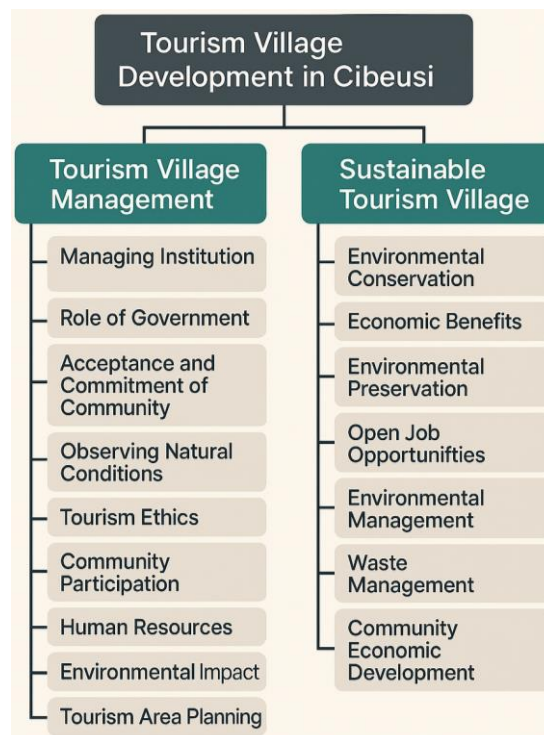 Tourism Village
Development in Cibeusi
Tourism Village
Management
Managing Institution
Role of Government
Acceptance and
Commitment of
Community
Observing Natural
Conditions
Tourism Ethics
Community
Participation
Human Resources
Environmental Impact
Tourism Area Planning
Sustainable
Tourism Village
Environmental
Conservation
Economic Benefits
Environmental
Preservation
Open Job
Opportunifties
Environmental
Management
Waste
Management
Community
Economic
Development